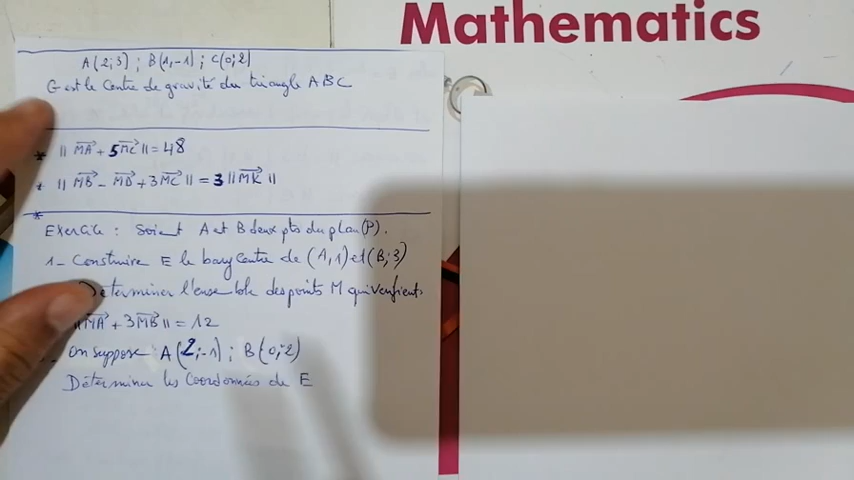 Mathematics
A(2;3) ; B(1,-1) ; C(0;2)
G est le Centre de gravité du triangle ABC
* || MA + 5MC || = 48
* || MB - MD + 3MC || = 3 || MK ||
*
Exercice : Soient A et B deux pts du plan (P).
1- Construire E le barycentre de (A,1) et (B;3)
Déterminer l'ensemble des points M qui vérifient
||MA + 3MB || = 12
On suppose A(2;-1) ; B(0;-2)
Déterminer les Coordonnées de E